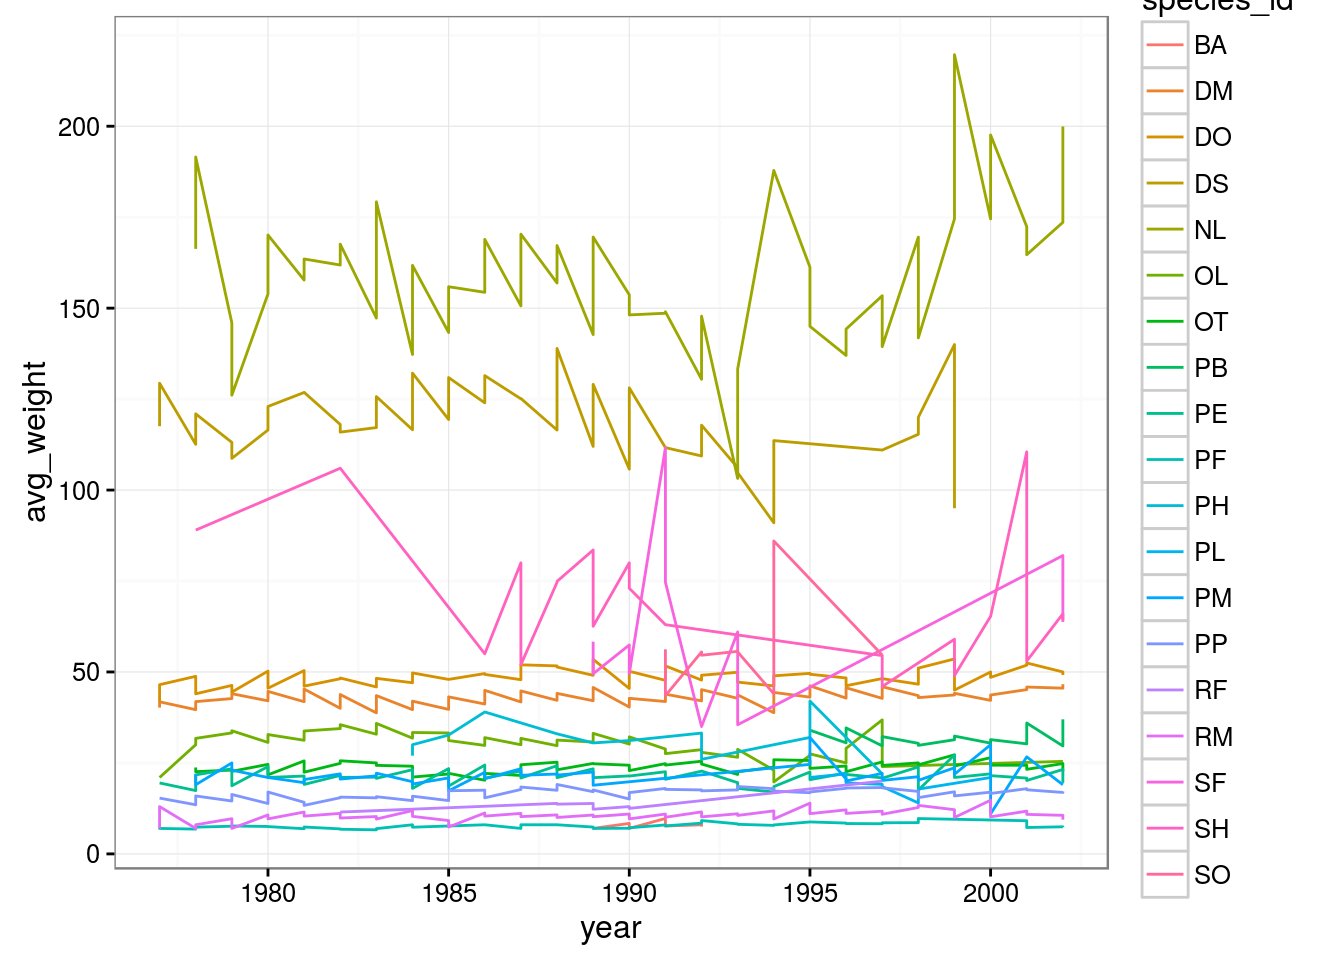 species_id
BA
DM
DO
DS
NL
OL
OT
PB
PE
PF
PH
PL
PM
PP
RF
RM
SF
SH
SO
200
150
100
50
0
avg_weight
1980 1985 1990 1995 2000
year